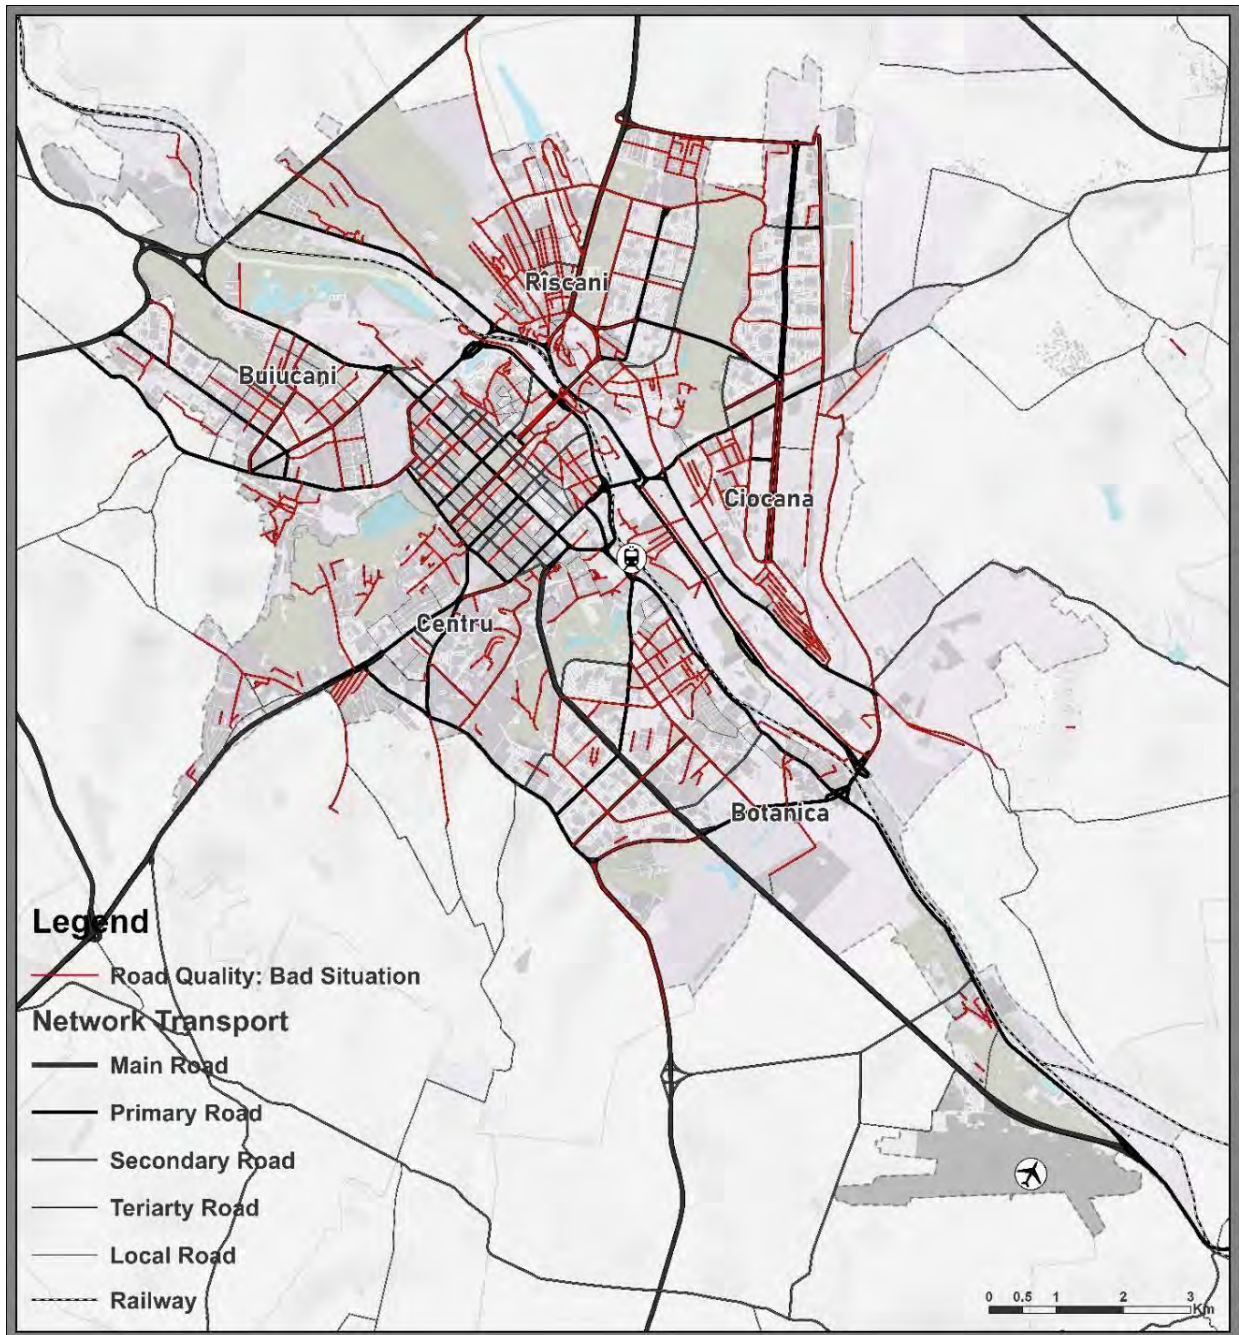 Rîscani
Buiucani
Ciocana
Centru
Botanica
Legend
Road Quality: Bad Situation
Network Transport
Main Road
Primary Road
Secondary Road
Teriarty Road
Local Road
Railway
0 0.5 1 2 3
Km